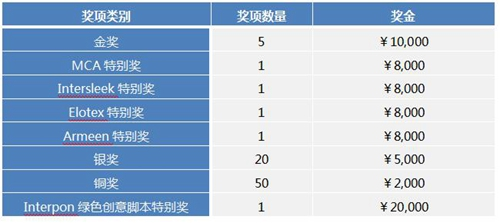 奖项类别 奖项数量 奖金
金奖 5 ￥10,000
MCA 特别奖 1 ￥8,000
Intersleek 特别奖 1 ￥8,000
Elotex 特别奖 1 ￥8,000
Armeen 特别奖 1 ￥8,000
银奖 20 ￥5,000
铜奖 50 ￥2,000
Interpon 绿色创意脚本特别奖 1 ￥20,000